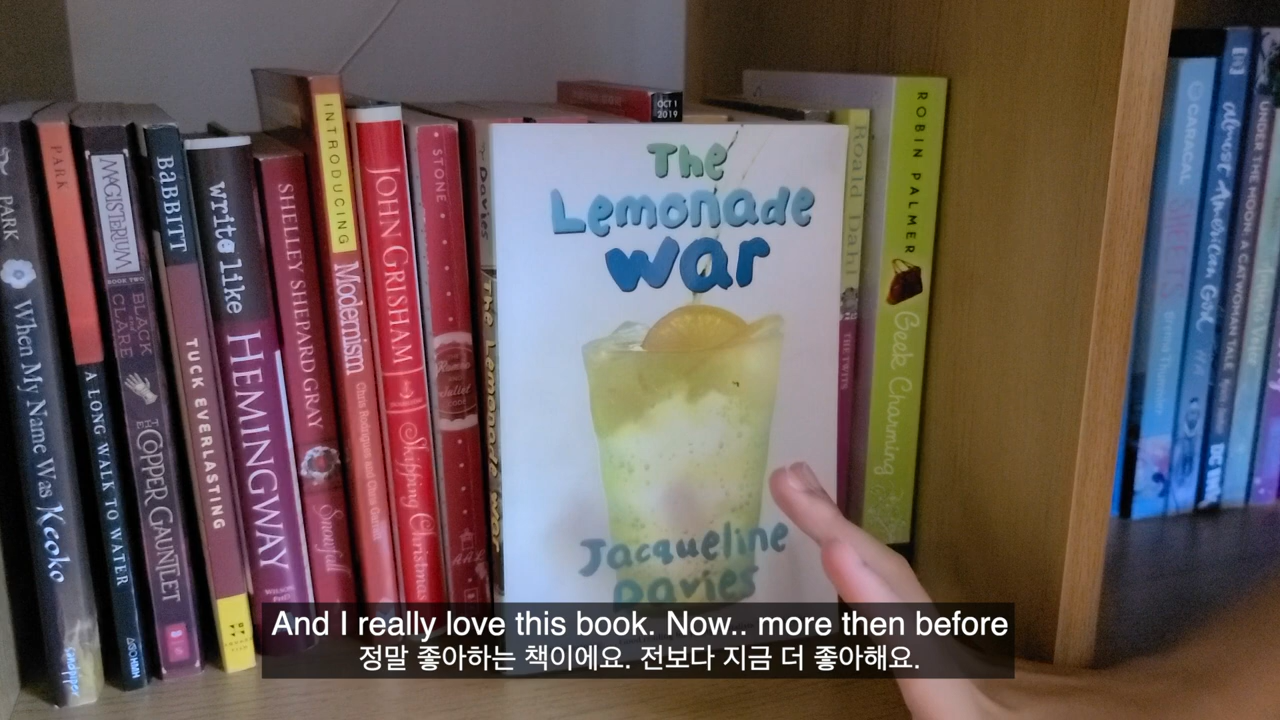 PARK
When My Name Was Keoko
sandpiper
PARK
A LONG WALK TO WATER
MAGISTERIUM
BOOK TWO
BLACK
CLARE
THE COPPER GAUNTLET
BABBITT
TUCK EVERLASTING
write like
HEMINGWAY
SHELLEY SHEPARD GRAY
Snowfall
INTRODUCING
Modernism
JOHN GRISHAM
Skipping Christmas
STONE
Davies
The Lemonade War
OCT 1
2019
The
Lemonade
war
Jacqueline
Davies
Roald Dahl
THE TWITS
ROBIN PALMER
Geek Charming
CARACAL
almost American Girl
UNDER THE MOON: A CATWOMAN TALE
And I really love this book. Now.. more then before
정말 좋아하는 책이에요. 전보다 지금 더 좋아해요.